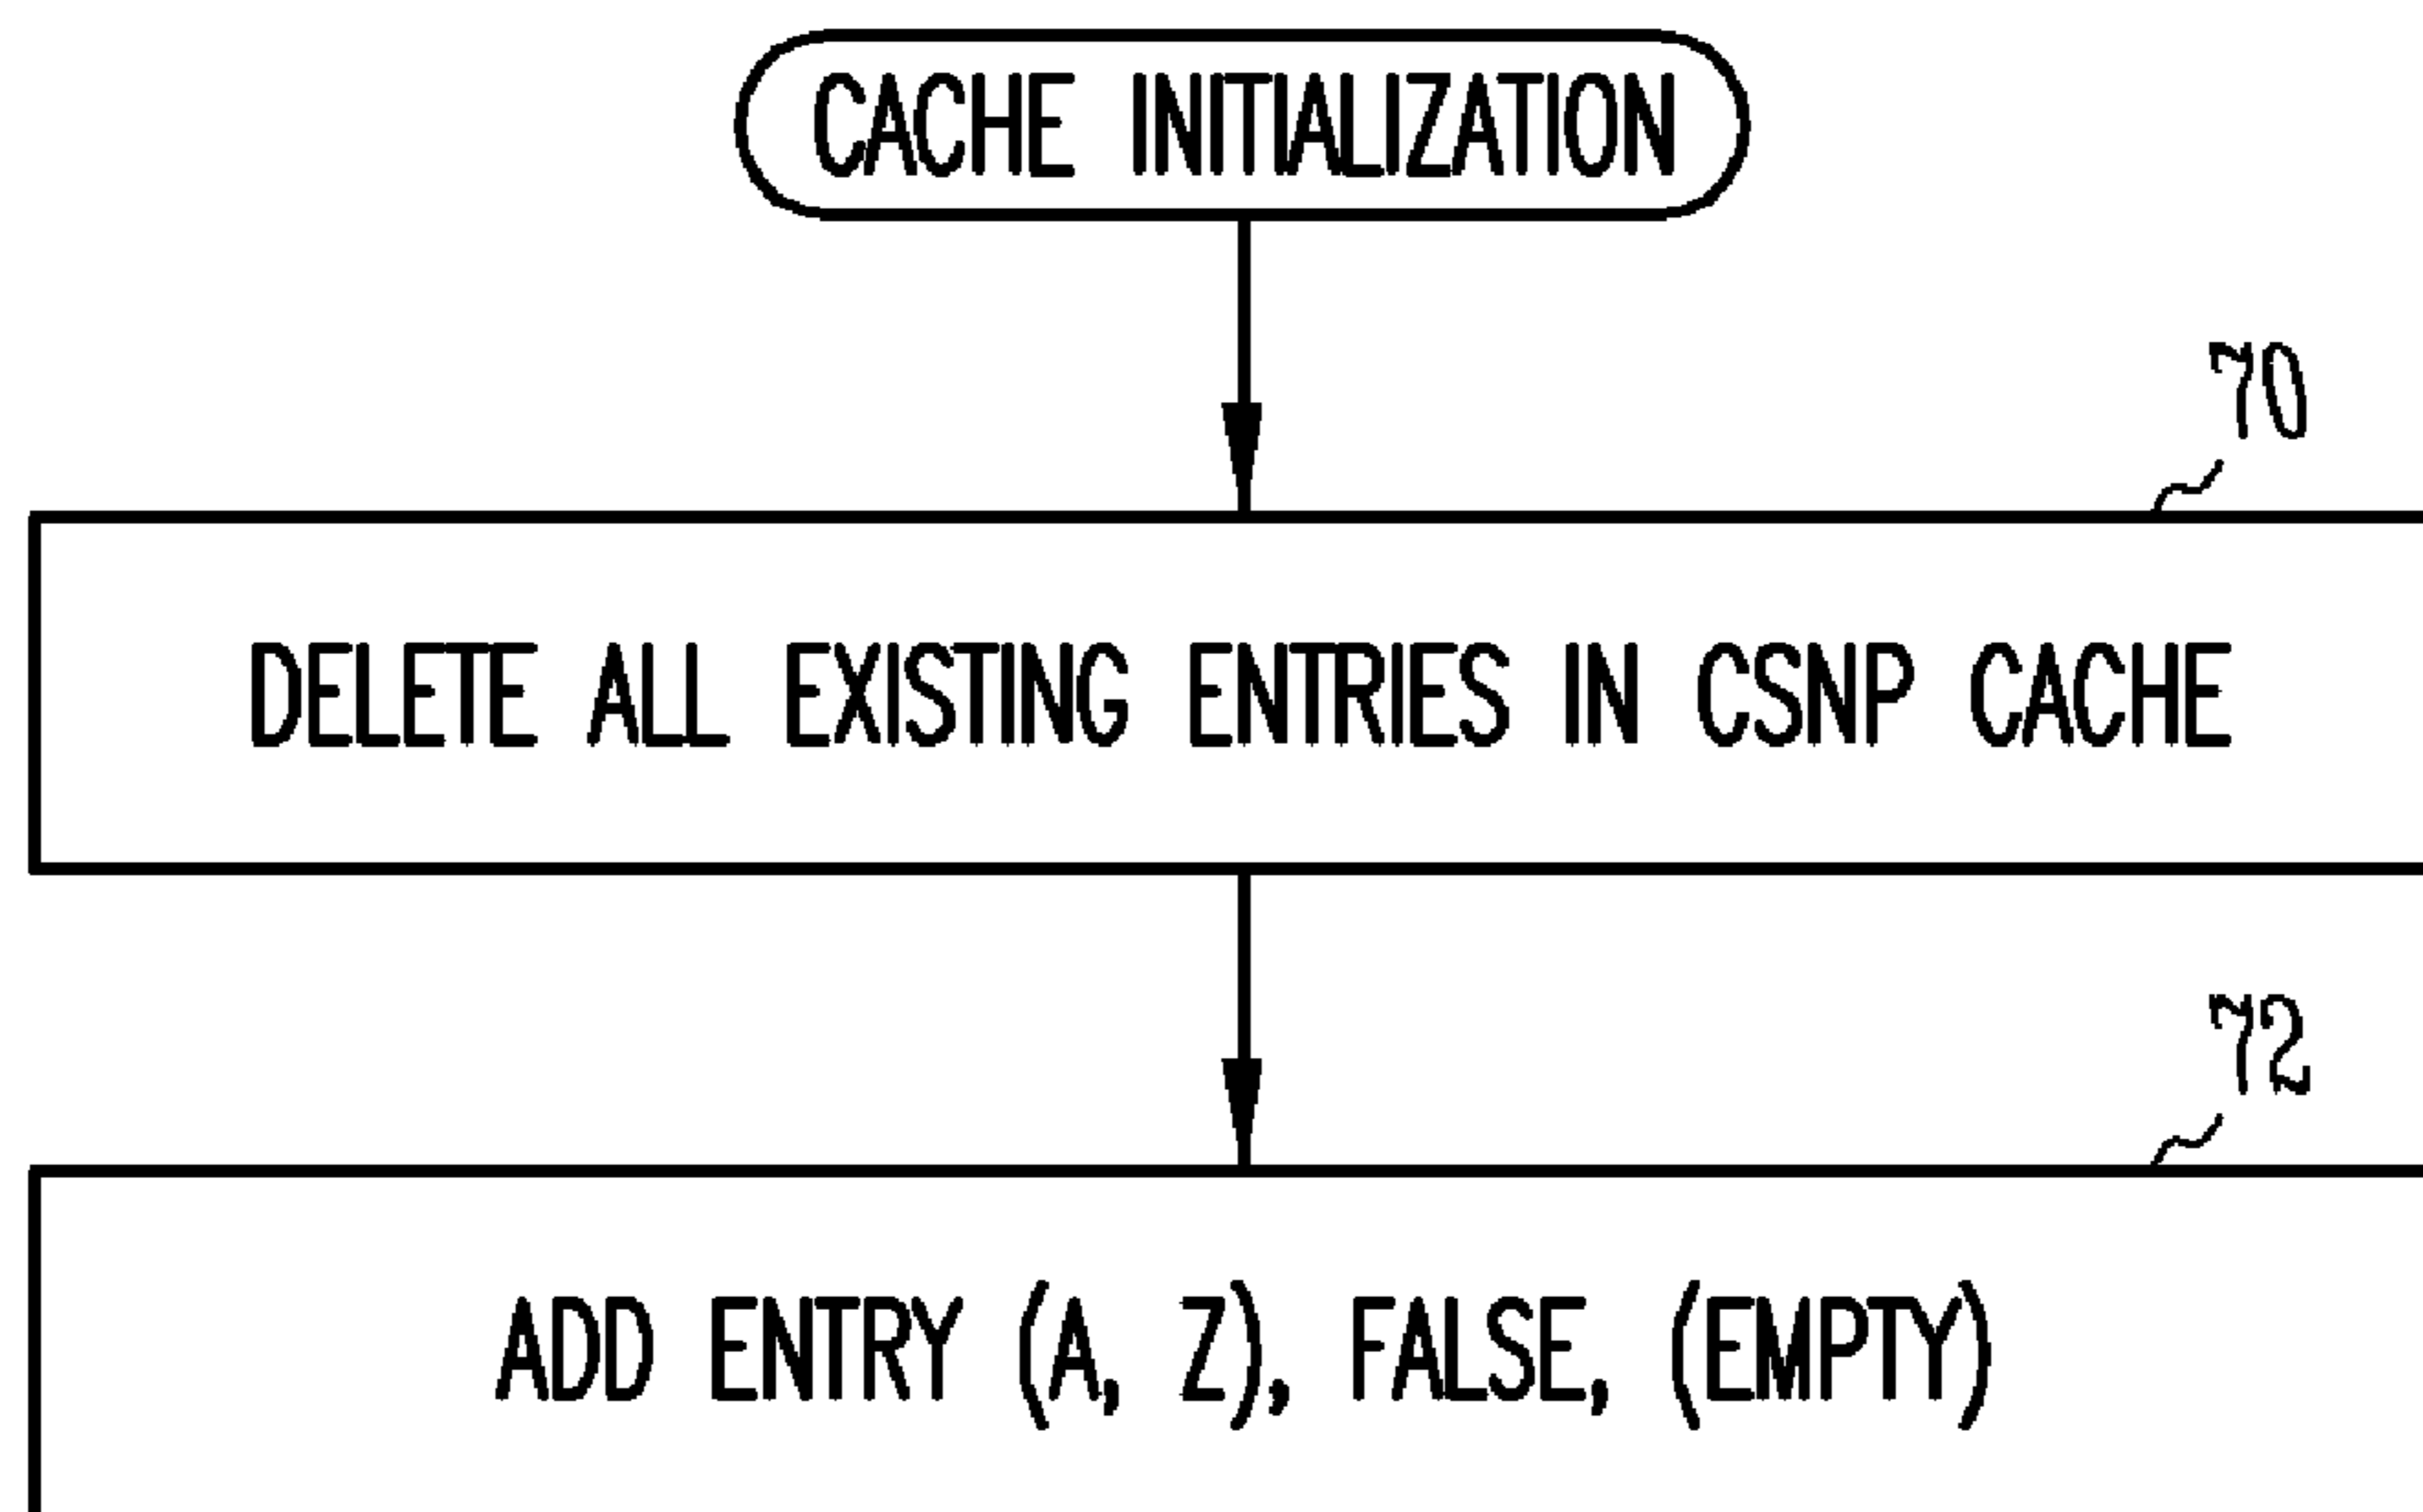 CACHE INITIALIZATION
70
DELETE ALL EXISTING ENTRIES IN CSNP CACHE
72
ADD ENTRY (A, Z), FALSE, (EMPTY)